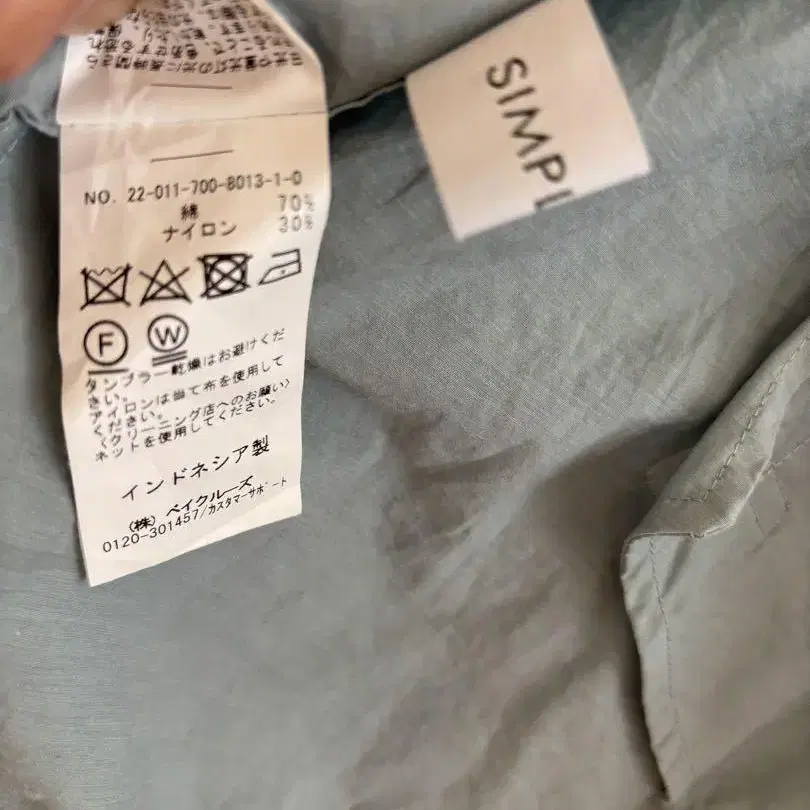 NO. 22-011-700-8013-1-0
綿 70%
ナイロン 30%
F W
タンブラー乾燥はお避けくだ
さい。
アイロンは当て布を使用して
ください。
〈クリーニング店へのお願い〉
ネットを使用してください。
インドネシア製
(株) ベイクルーズ
0120-301457/カスタマーサポート
SIMPL